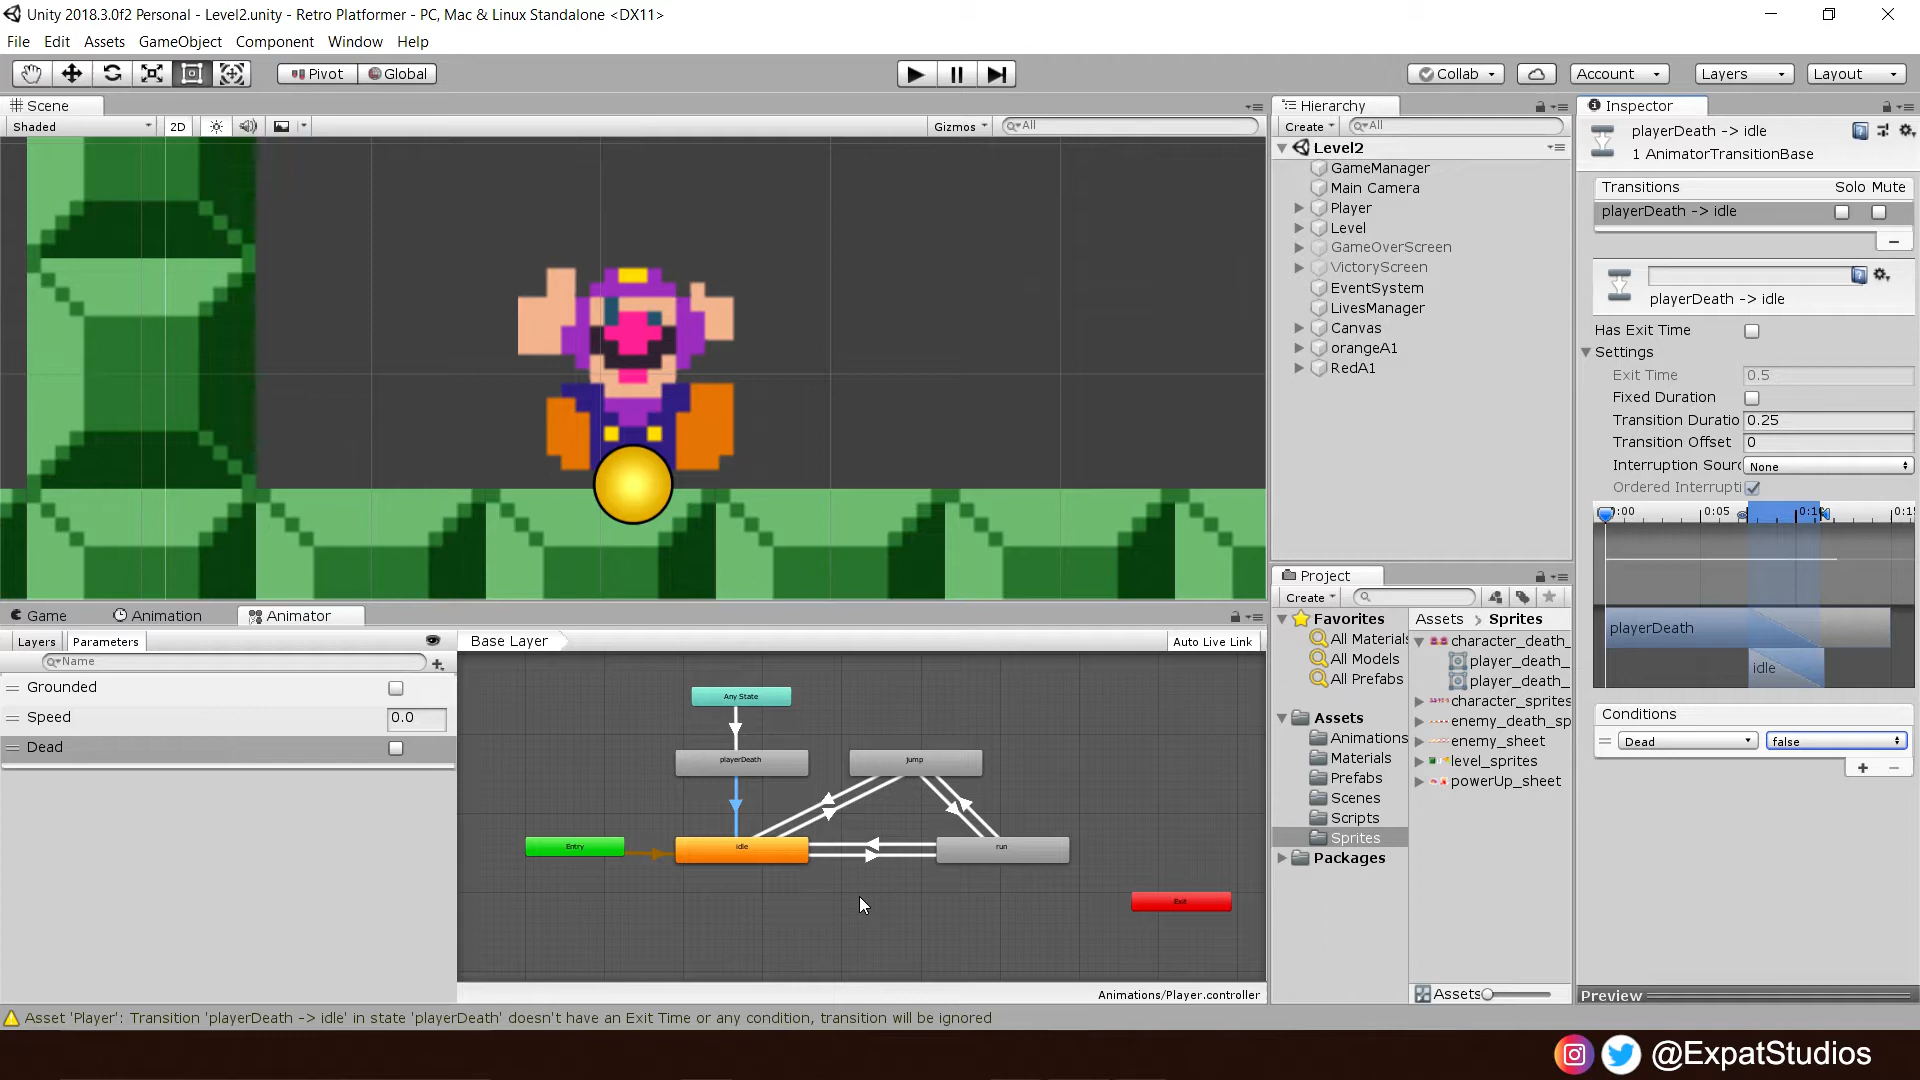 Unity 2018.3.0f2 Personal - Level2.unity - Retro Platformer - PC, Mac & Linux Standalone <DX11>
File Edit Assets GameObject Component Window Help
Pivot Global
Collab Account Layers Layout
Scene
Shaded 2D Gizmos All
Hierarchy
Create All
Level2
GameManager
Main Camera
Player
Level
GameOverScreen
VictoryScreen
EventSystem
LivesManager
Canvas
orangeA1
RedA1
Inspector
playerDeath -> idle
1 AnimatorTransitionBase
Transitions Solo Mute
playerDeath -> idle
playerDeath -> idle
Has Exit Time
Settings
Exit Time 0.5
Fixed Duration
Transition Duratio 0.25
Transition Offset 0
Interruption Sour None
Ordered Interrupti
0:05
playerDeath
idle
Conditions
Dead false
Preview
Game Animation Animator
Layers Parameters
Name
Grounded
Speed 0.0
Dead
Base Layer Auto Live Link
Any State
playerDeath
jump
Entry
idle
run
Exit
Animations/Player.controller
Project
Create
Favorites
All Materials
All Models
All Prefabs
Assets
Animations
Materials
Prefabs
Scenes
Scripts
Sprites
Packages
Assets Sprites
character_death_
player_death_
player_death_
character_sprites
enemy_death_sp
enemy_sheet
level_sprites
powerUp_sheet
Assets
Asset 'Player': Transition 'playerDeath -> idle' in state 'playerDeath' doesn't have an Exit Time or any condition, transition will be ignored
@ExpatStudios